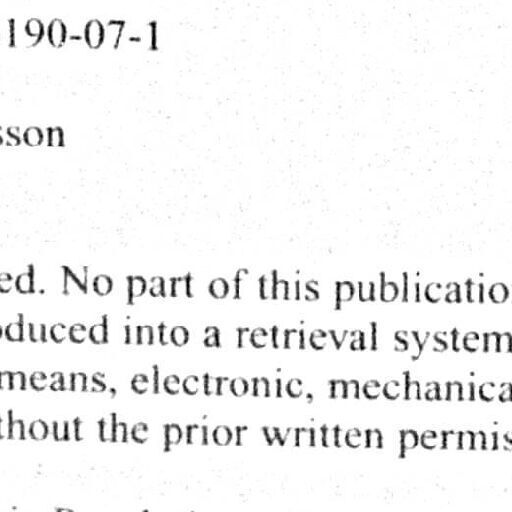 190-07-1
sson
ed. No part of this publicatio
oduced into a retrieval system
means, electronic, mechanica
thout the prior written permis